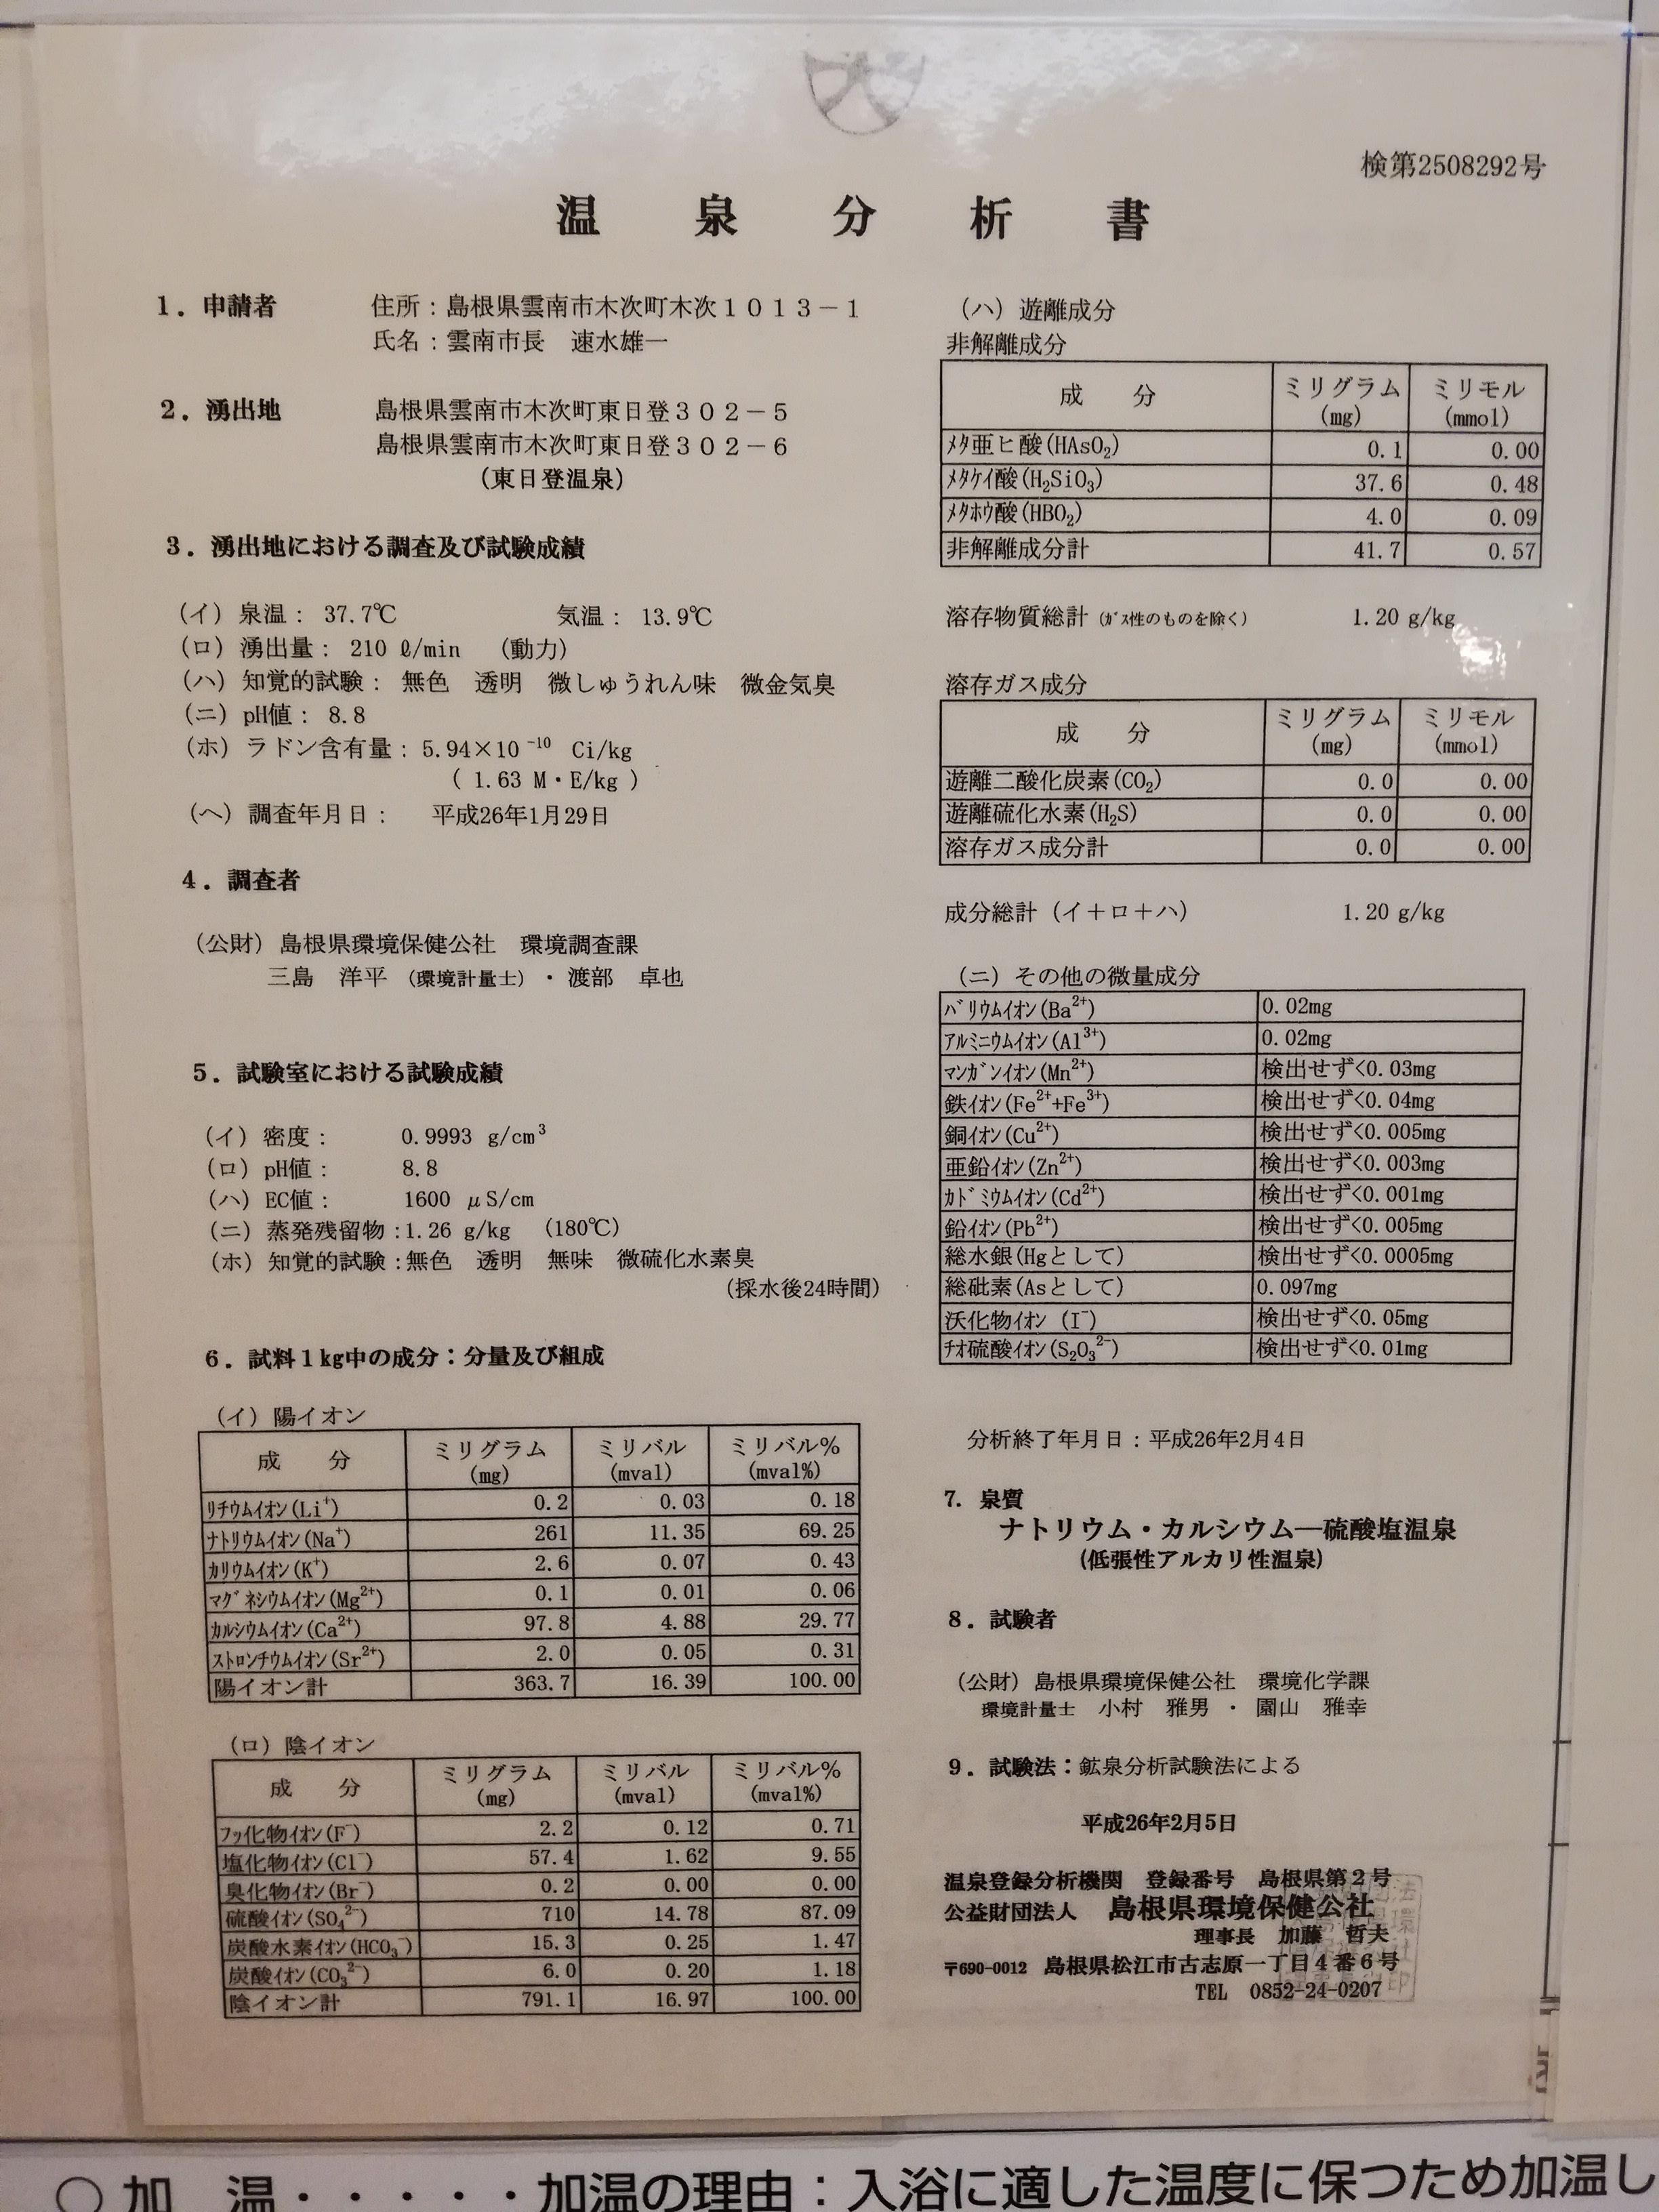 検第2508292号
温泉分析書
1．申請者 住所：島根県雲南市木次町木次１０１３－１
氏名：雲南市長 速水雄一
2．湧出地 島根県雲南市木次町東日登３０２－５
島根県雲南市木次町東日登３０２－６
(東日登温泉)
3．湧出地における調査及び試験成績
(イ) 泉温： 37.7℃ 気温： 13.9℃
(ロ) 湧出量： 210 ℓ/min (動力)
(ハ) 知覚的試験： 無色 透明 微しゅうれん味 微金気臭
(ニ) pH値： 8.8
(ホ) ラドン含有量：5.94×10⁻¹⁰ Ci/kg
( 1.63 M・E/kg )
(ヘ) 調査年月日： 平成26年1月29日
4．調査者
(公財) 島根県環境保健公社 環境調査課
三島 洋平 (環境計量士) ・ 渡部 卓也
5．試験室における試験成績
(イ) 密度： 0.9993 g/cm³
(ロ) pH値： 8.8
(ハ) EC値： 1600 μS/cm
(ニ) 蒸発残留物：1.26 g/kg (180℃)
(ホ) 知覚的試験：無色 透明 無味 微硫化水素臭
(採水後24時間)
6．試料１kg中の成分：分量及び組成
(イ) 陽イオン
成 分 ミリグラム(mg) ミリバル(mval) ミリバル%(mval%)
ﾘﾁｳﾑｲｵﾝ(Li⁺) 0.2 0.03 0.18
ﾅﾄﾘｳﾑｲｵﾝ(Na⁺) 261 11.35 69.25
ｶﾘｳﾑｲｵﾝ(K⁺) 2.6 0.07 0.43
ﾏｸﾞﾈｼｳﾑｲｵﾝ(Mg²⁺) 0.1 0.01 0.06
ｶﾙｼｳﾑｲｵﾝ(Ca²⁺) 97.8 4.88 29.77
ｽﾄﾛﾝﾁｳﾑｲｵﾝ(Sr²⁺) 2.0 0.05 0.31
陽イオン計 363.7 16.39 100.00
(ロ) 陰イオン
成 分 ミリグラム(mg) ミリバル(mval) ミリバル%(mval%)
ﾌｯ化物ｲｵﾝ(F⁻) 2.2 0.12 0.71
塩化物ｲｵﾝ(Cl⁻) 57.4 1.62 9.55
臭化物ｲｵﾝ(Br⁻) 0.2 0.00 0.00
硫酸ｲｵﾝ(SO₄²⁻) 710 14.78 87.09
炭酸水素ｲｵﾝ(HCO₃⁻) 15.3 0.25 1.47
炭酸ｲｵﾝ(CO₃²⁻) 6.0 0.20 1.18
陰イオン計 791.1 16.97 100.00
(ハ) 遊離成分
非解離成分
成 分 ミリグラム(mg) ミリモル(mmol)
ﾒﾀ亜ヒ酸(HAsO₂) 0.1 0.00
ﾒﾀｹｲ酸(H₂SiO₃) 37.6 0.48
ﾒﾀﾎｳ酸(HBO₂) 4.0 0.09
非解離成分計 41.7 0.57
溶存物質総計 (ｶﾞｽ性のものを除く) 1.20 g/kg
溶存ガス成分
成 分 ミリグラム(mg) ミリモル(mmol)
遊離二酸化炭素(CO₂) 0.0 0.00
遊離硫化水素(H₂S) 0.0 0.00
溶存ガス成分計 0.0 0.00
成分総計 (イ＋ロ＋ハ) 1.20 g/kg
(ニ) その他の微量成分
ﾊﾞﾘｳﾑｲｵﾝ(Ba²⁺) 0.02mg
ｱﾙﾐﾆｳﾑｲｵﾝ(Al³⁺) 0.02mg
ﾏﾝｶﾞﾝｲｵﾝ(Mn²⁺) 検出せず<0.03mg
鉄ｲｵﾝ(Fe²⁺+Fe³⁺) 検出せず<0.04mg
銅ｲｵﾝ(Cu²⁺) 検出せず<0.005mg
亜鉛ｲｵﾝ(Zn²⁺) 検出せず<0.003mg
ｶﾄﾞﾐｳﾑｲｵﾝ(Cd²⁺) 検出せず<0.001mg
鉛ｲｵﾝ(Pb²⁺) 検出せず<0.005mg
総水銀(Hgとして) 検出せず<0.0005mg
総砒素(Asとして) 0.097mg
沃化物ｲｵﾝ (I⁻) 検出せず<0.05mg
ﾁｵ硫酸ｲｵﾝ(S₂O₃²⁻) 検出せず<0.01mg
分析終了年月日：平成26年2月4日
7. 泉質
ナトリウム・カルシウム―硫酸塩温泉
(低張性アルカリ性温泉)
8．試験者
(公財) 島根県環境保健公社 環境化学課
環境計量士 小村 雅男 ・ 園山 雅幸
9．試験法：鉱泉分析試験法による
平成26年2月5日
温泉登録分析機関 登録番号 島根県第２号
公益財団法人 島根県環境保健公社
理事長 加藤 哲夫
〒690-0012 島根県松江市古志原一丁目４番６号
TEL 0852-24-0207
○ 加 温・・・・・加温の理由：入浴に適した温度に保つため加温し